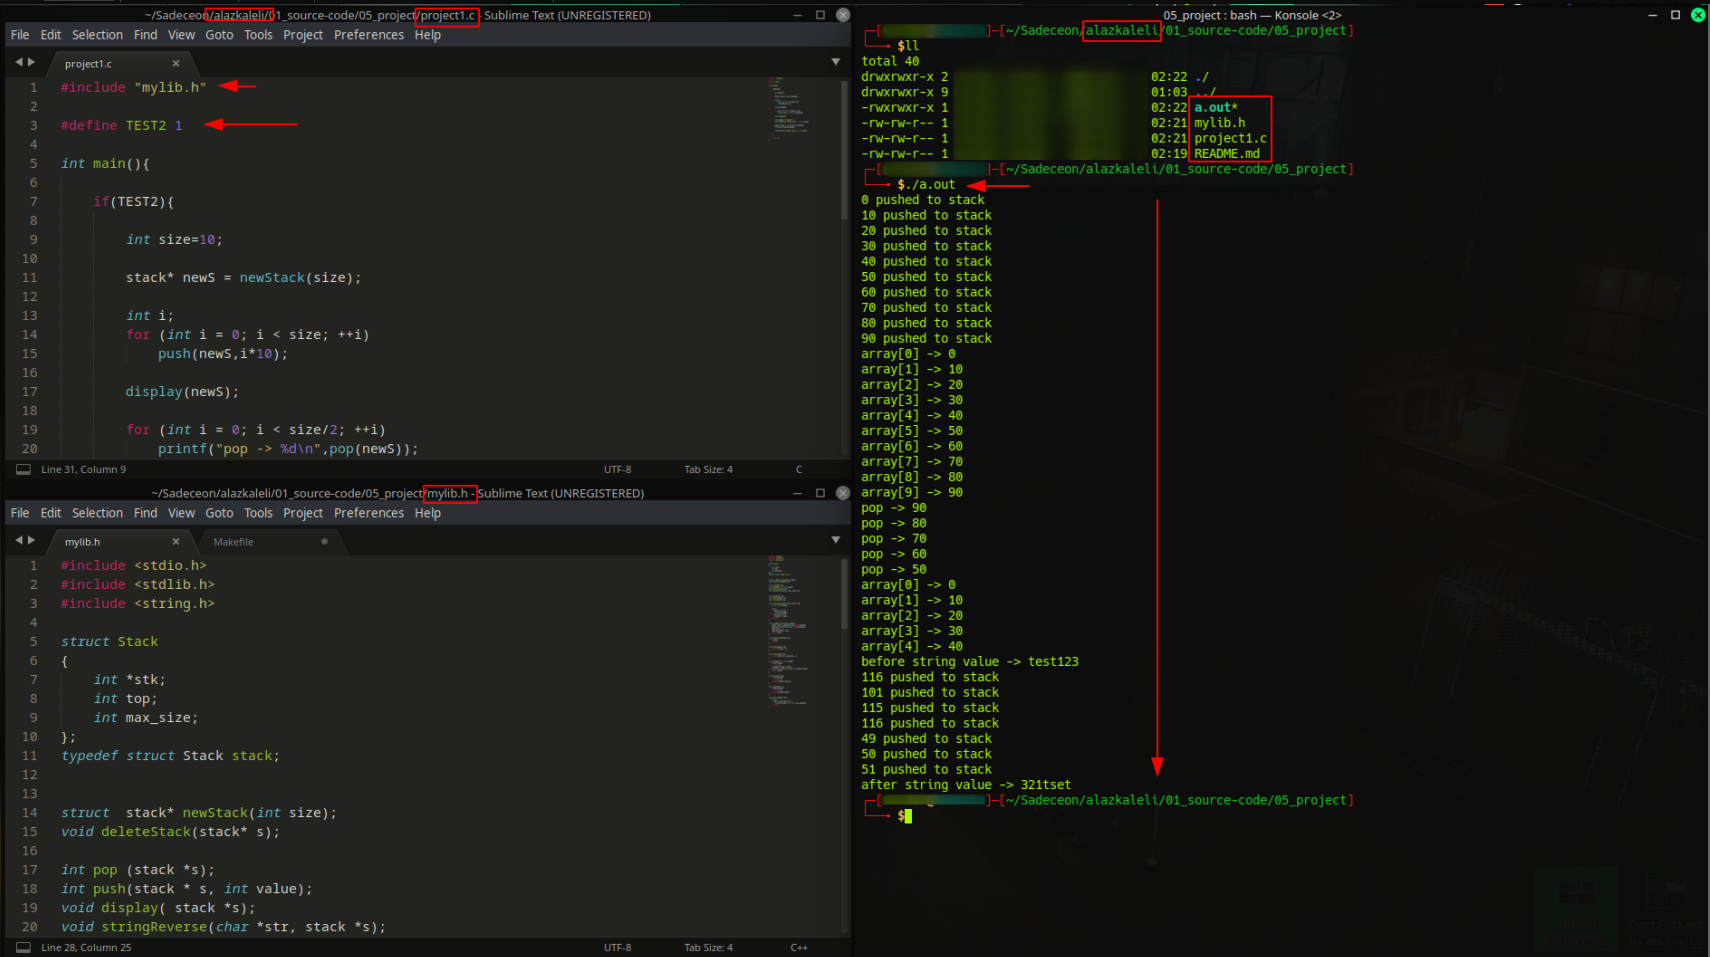 ~/Sadeceon/alazkaleli/01_source-code/05_project/project1.c - Sublime Text (UNREGISTERED)
File Edit Selection Find View Goto Tools Project Preferences Help
project1.c
1 #include "mylib.h"
2
3 #define TEST2 1
4
5 int main(){
6
7 if(TEST2){
8
9 int size=10;
10
11 stack* newS = newStack(size);
12
13 int i;
14 for (int i = 0; i < size; ++i)
15 push(newS,i*10);
16
17 display(newS);
18
19 for (int i = 0; i < size/2; ++i)
20 printf("pop -> %d\n",pop(newS));
Line 31, Column 9 UTF-8 Tab Size: 4 C
~/Sadeceon/alazkaleli/01_source-code/05_project/mylib.h - Sublime Text (UNREGISTERED)
File Edit Selection Find View Goto Tools Project Preferences Help
mylib.h Makefile
1 #include <stdio.h>
2 #include <stdlib.h>
3 #include <string.h>
4
5 struct Stack
6 {
7 int *stk;
8 int top;
9 int max_size;
10 };
11 typedef struct Stack stack;
12
13
14 struct  stack* newStack(int size);
15 void deleteStack(stack* s);
16
17 int pop (stack *s);
18 int push(stack * s, int value);
19 void display( stack *s);
20 void stringReverse(char *str, stack *s);
Line 28, Column 25 UTF-8 Tab Size: 4 C++
05_project : bash — Konsole <2>
[ ]─[~/Sadeceon/alazkaleli/01_source-code/05_project]
$ll
total 40
drwxrwxr-x 2 02:22 ./
drwxrwxr-x 9 01:03 ../
-rwxrwxr-x 1 02:22 a.out*
-rw-rw-r-- 1 02:21 mylib.h
-rw-rw-r-- 1 02:21 project1.c
-rw-rw-r-- 1 02:19 README.md
[ ]─[~/Sadeceon/alazkaleli/01_source-code/05_project]
$./a.out
0 pushed to stack
10 pushed to stack
20 pushed to stack
30 pushed to stack
40 pushed to stack
50 pushed to stack
60 pushed to stack
70 pushed to stack
80 pushed to stack
90 pushed to stack
array[0] -> 0
array[1] -> 10
array[2] -> 20
array[3] -> 30
array[4] -> 40
array[5] -> 50
array[6] -> 60
array[7] -> 70
array[8] -> 80
array[9] -> 90
pop -> 90
pop -> 80
pop -> 70
pop -> 60
pop -> 50
array[0] -> 0
array[1] -> 10
array[2] -> 20
array[3] -> 30
array[4] -> 40
before string value -> test123
116 pushed to stack
101 pushed to stack
115 pushed to stack
116 pushed to stack
49 pushed to stack
50 pushed to stack
51 pushed to stack
after string value -> 321tset
[ ]─[~/Sadeceon/alazkaleli/01_source-code/05_project]
$